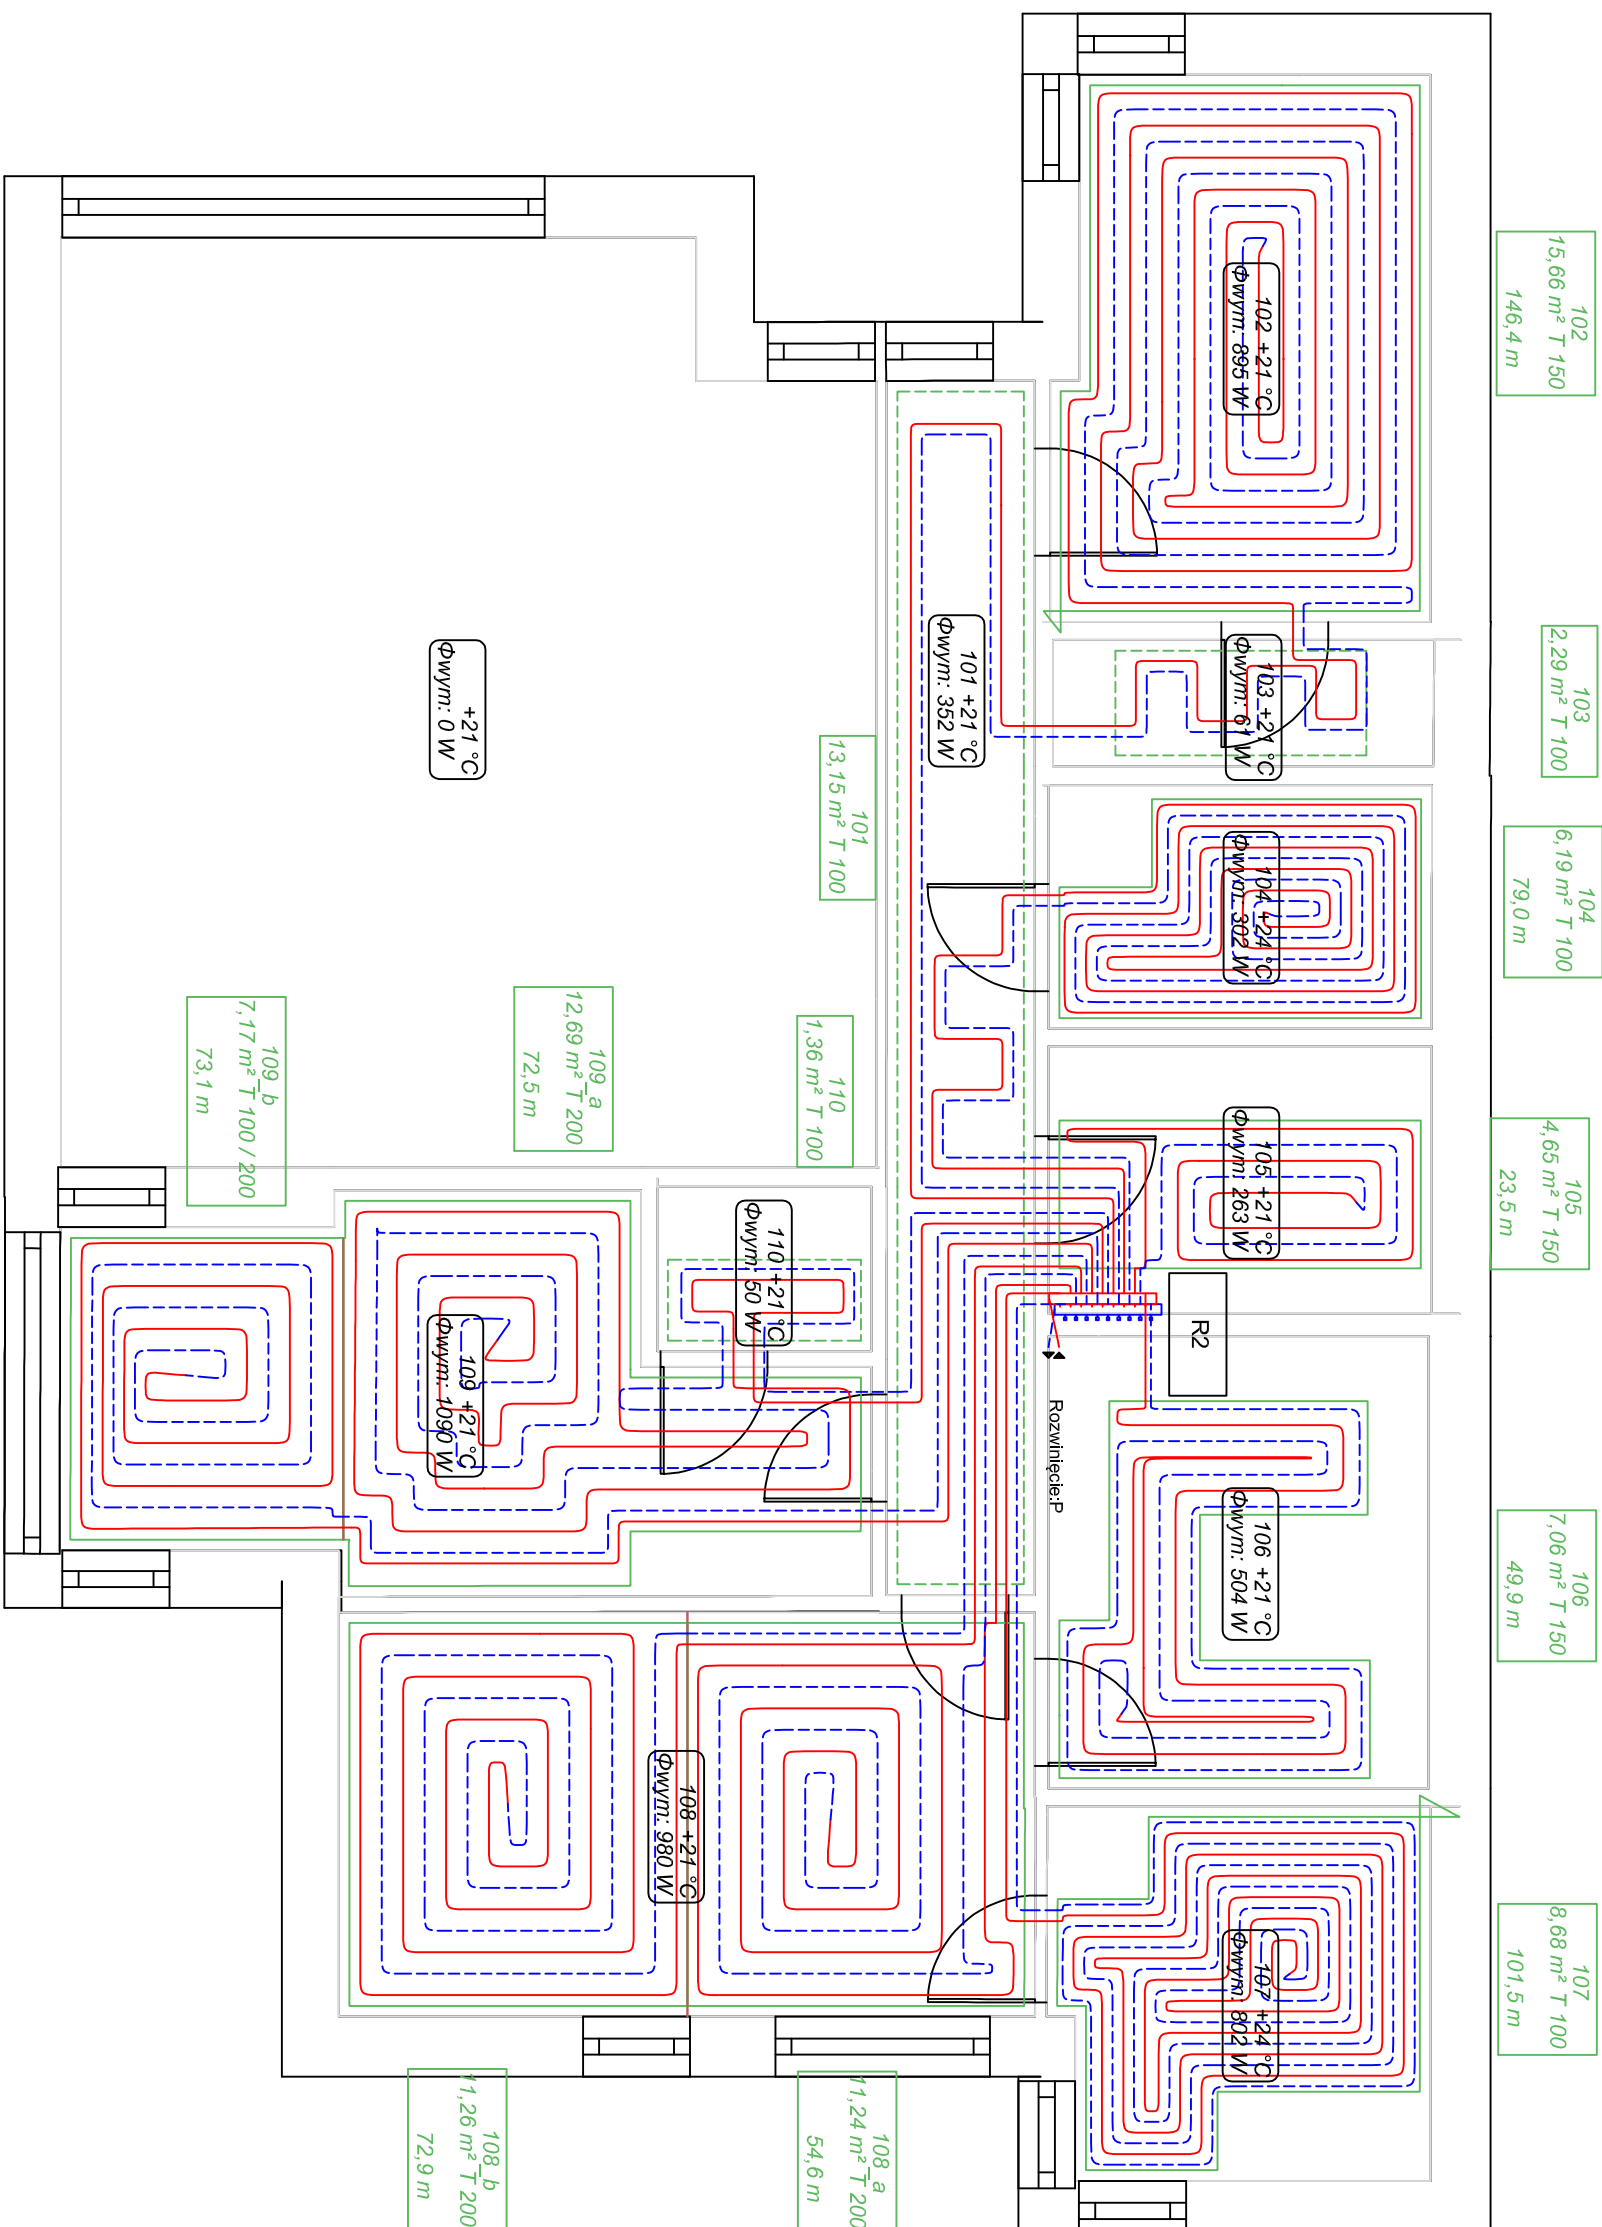 102
15,66 m² T 150
146,4 m
103
2,29 m² T 100
104
6,19 m² T 100
79,0 m
105
4,65 m² T 150
23,5 m
106
7,06 m² T 150
49,9 m
107
8,68 m² T 100
101,5 m
102 +21 °C
Φwym: 895 W
103 +21 °C
Φwym: 61 W
104 +24 °C
Φwym: 302 W
105 +21 °C
Φwym: 263 W
R2
106 +21 °C
Φwym: 504 W
107 +24 °C
Φwym: 802 W
Rozwinięcie:P
101 +21 °C
Φwym: 352 W
101
13,15 m² T 100
110
1,36 m² T 100
110 +21 °C
Φwym: 50 W
108 +21 °C
Φwym: 980 W
108_a
11,24 m² T 200
54,6 m
109_a
12,69 m² T 200
72,5 m
+21 °C
Φwym: 0 W
109 +21 °C
Φwym: 1090 W
108_b
11,26 m² T 200
72,9 m
109_b
7,17 m² T 100 / 200
73,1 m